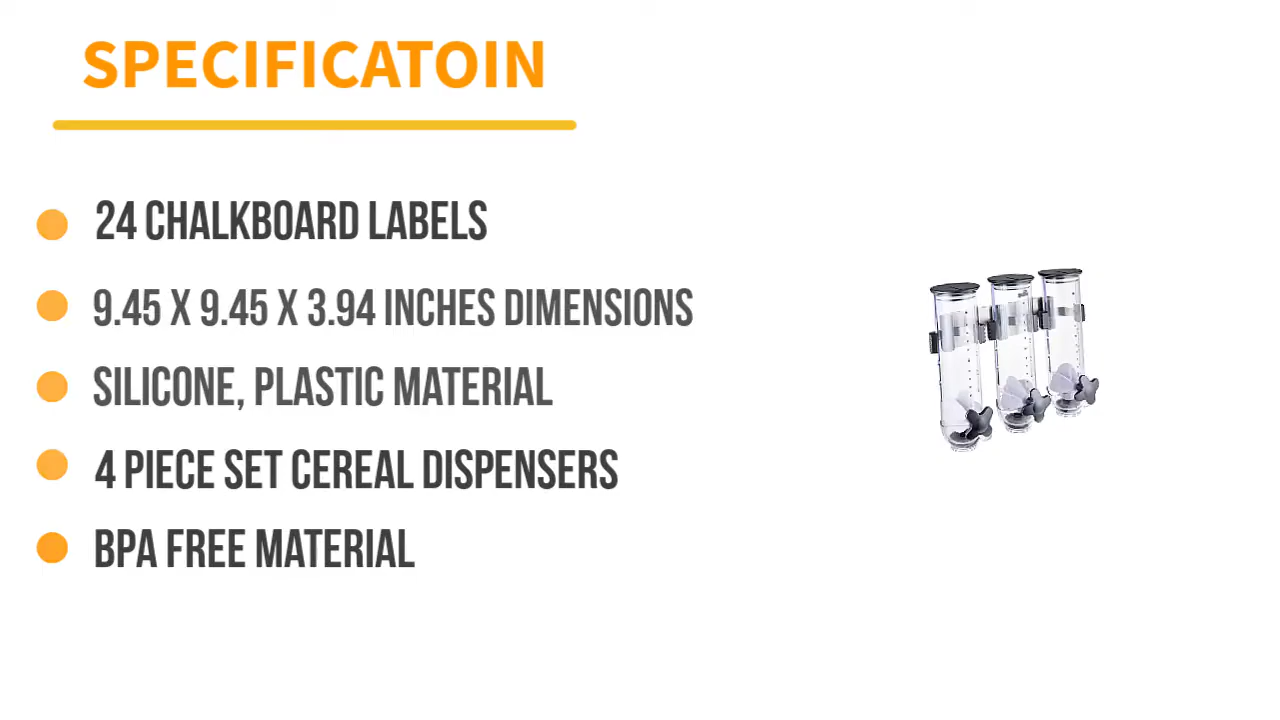 SPECIFICATOIN
24 CHALKBOARD LABELS
9.45 X 9.45 X 3.94 INCHES DIMENSIONS
SILICONE, PLASTIC MATERIAL
4 PIECE SET CEREAL DISPENSERS
BPA FREE MATERIAL